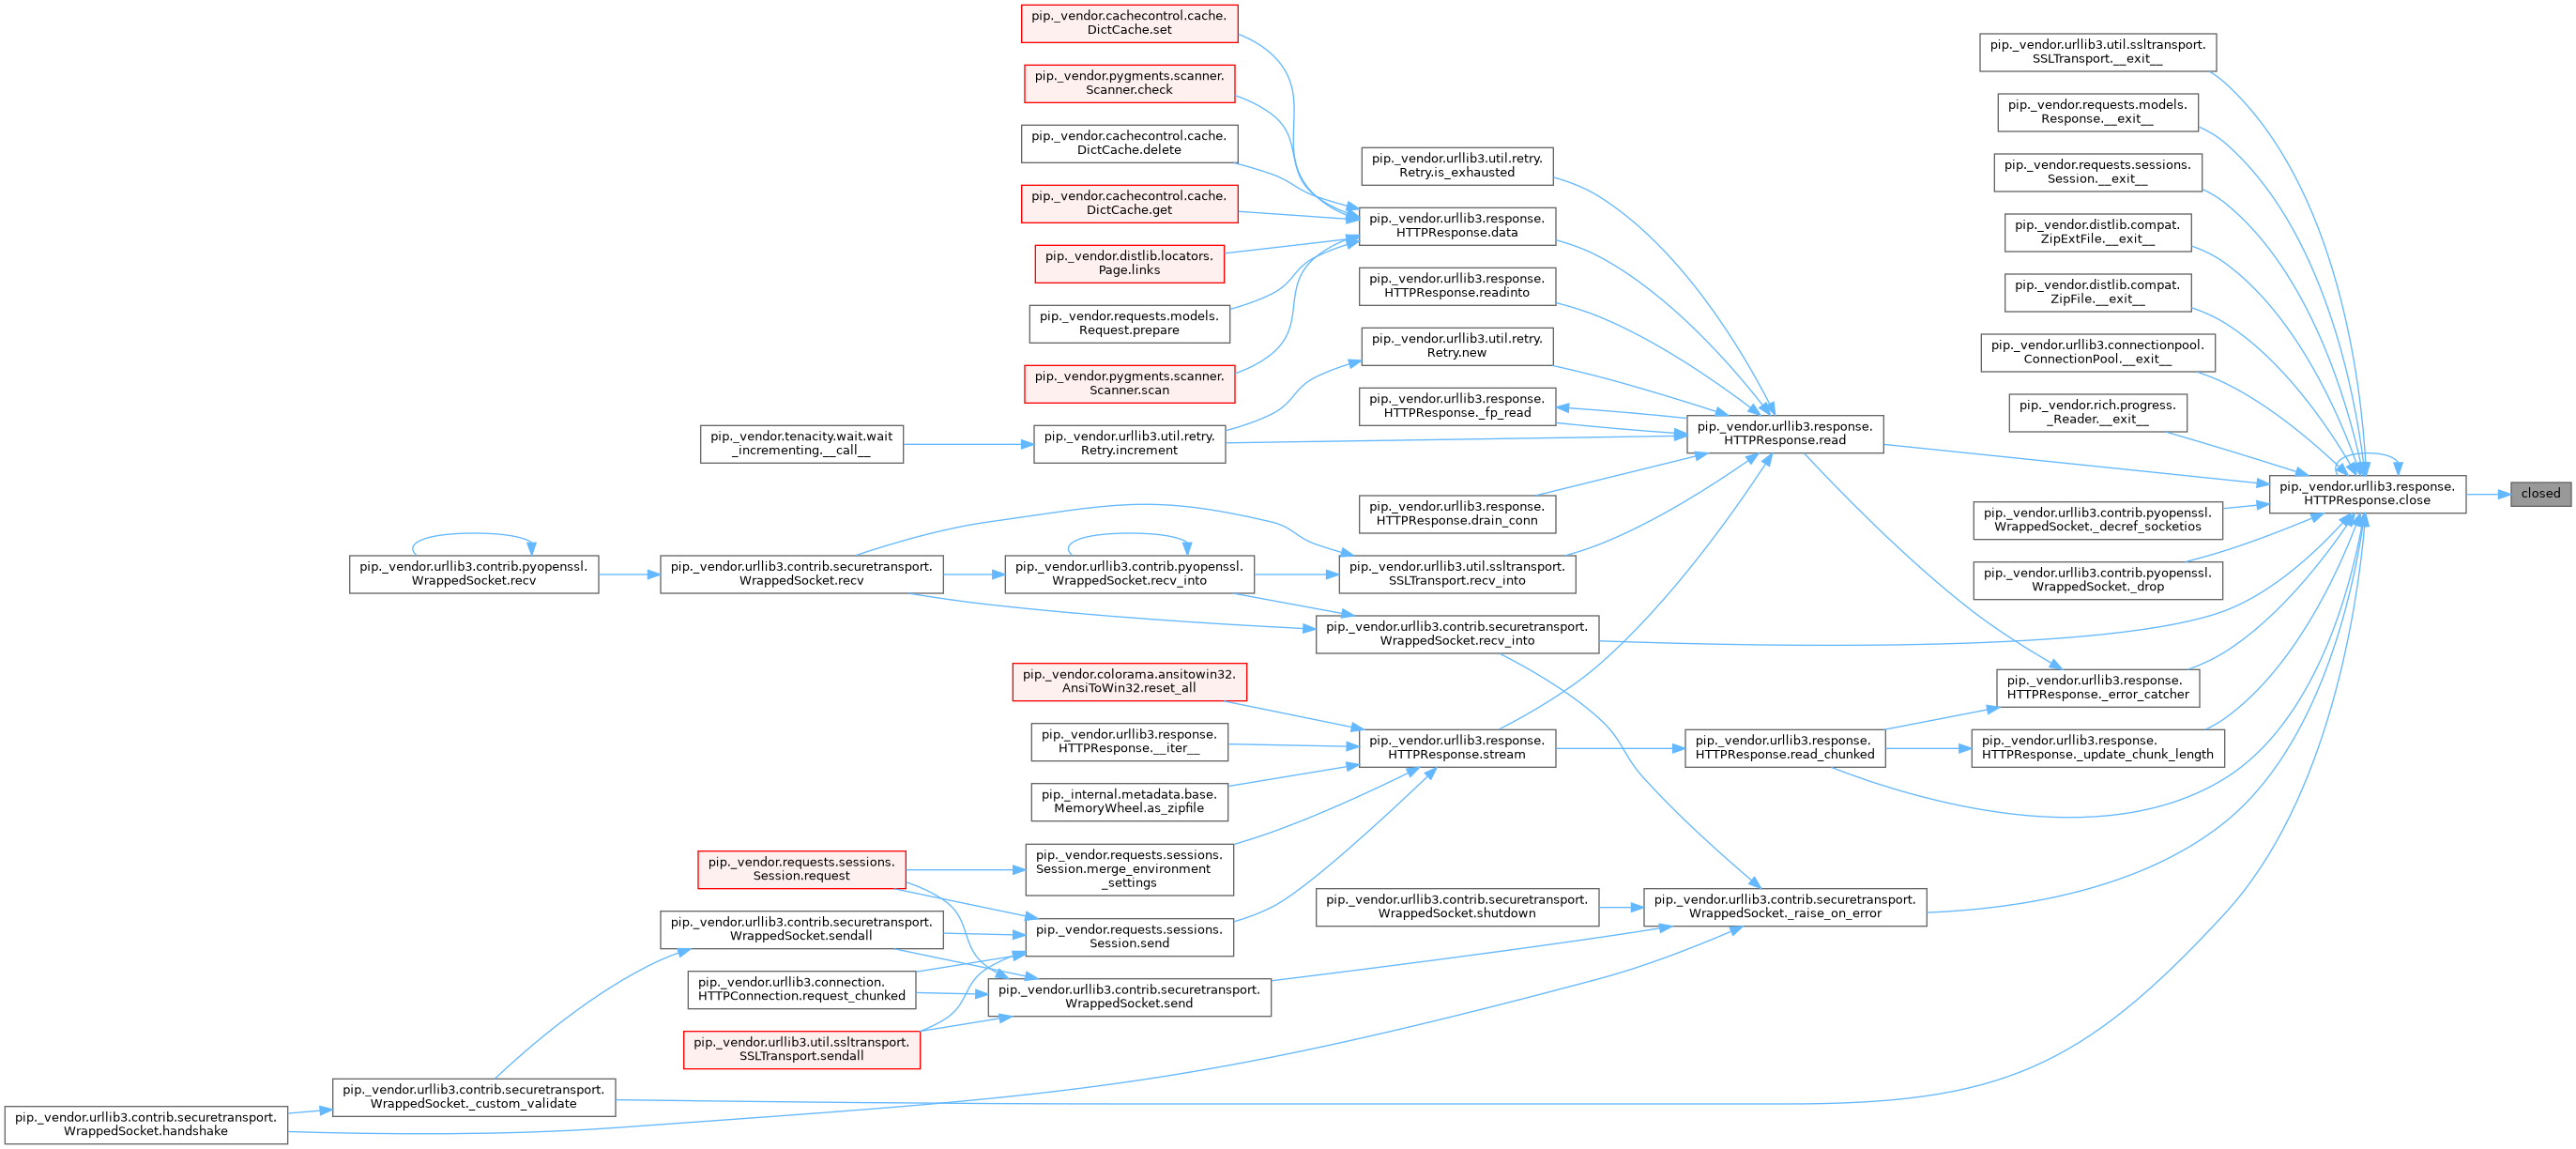 pip._vendor.cachecontrol.cache.
DictCache.set
pip._vendor.pygments.scanner.
Scanner.check
pip._vendor.cachecontrol.cache.
DictCache.delete
pip._vendor.cachecontrol.cache.
DictCache.get
pip._vendor.distlib.locators.
Page.links
pip._vendor.requests.models.
Request.prepare
pip._vendor.pygments.scanner.
Scanner.scan
pip._vendor.tenacity.wait.wait
_incrementing.__call__
pip._vendor.urllib3.util.retry.
Retry.increment
pip._vendor.urllib3.util.retry.
Retry.is_exhausted
pip._vendor.urllib3.response.
HTTPResponse.data
pip._vendor.urllib3.response.
HTTPResponse.readinto
pip._vendor.urllib3.util.retry.
Retry.new
pip._vendor.urllib3.response.
HTTPResponse._fp_read
pip._vendor.urllib3.response.
HTTPResponse.read
pip._vendor.urllib3.response.
HTTPResponse.drain_conn
pip._vendor.urllib3.util.ssltransport.
SSLTransport.__exit__
pip._vendor.requests.models.
Response.__exit__
pip._vendor.requests.sessions.
Session.__exit__
pip._vendor.distlib.compat.
ZipExtFile.__exit__
pip._vendor.distlib.compat.
ZipFile.__exit__
pip._vendor.urllib3.connectionpool.
ConnectionPool.__exit__
pip._vendor.rich.progress.
_Reader.__exit__
pip._vendor.urllib3.response.
HTTPResponse.close
closed
pip._vendor.urllib3.contrib.pyopenssl.
WrappedSocket._decref_socketios
pip._vendor.urllib3.contrib.pyopenssl.
WrappedSocket._drop
pip._vendor.urllib3.contrib.pyopenssl.
WrappedSocket.recv
pip._vendor.urllib3.contrib.securetransport.
WrappedSocket.recv
pip._vendor.urllib3.contrib.pyopenssl.
WrappedSocket.recv_into
pip._vendor.urllib3.util.ssltransport.
SSLTransport.recv_into
pip._vendor.urllib3.contrib.securetransport.
WrappedSocket.recv_into
pip._vendor.colorama.ansitowin32.
AnsiToWin32.reset_all
pip._vendor.urllib3.response.
HTTPResponse.__iter__
pip._internal.metadata.base.
MemoryWheel.as_zipfile
pip._vendor.urllib3.response.
HTTPResponse.stream
pip._vendor.urllib3.response.
HTTPResponse.read_chunked
pip._vendor.urllib3.response.
HTTPResponse._error_catcher
pip._vendor.urllib3.response.
HTTPResponse._update_chunk_length
pip._vendor.requests.sessions.
Session.request
pip._vendor.requests.sessions.
Session.merge_environment
_settings
pip._vendor.urllib3.contrib.securetransport.
WrappedSocket.shutdown
pip._vendor.urllib3.contrib.securetransport.
WrappedSocket._raise_on_error
pip._vendor.urllib3.contrib.securetransport.
WrappedSocket.sendall
pip._vendor.requests.sessions.
Session.send
pip._vendor.urllib3.connection.
HTTPConnection.request_chunked
pip._vendor.urllib3.contrib.securetransport.
WrappedSocket.send
pip._vendor.urllib3.util.ssltransport.
SSLTransport.sendall
pip._vendor.urllib3.contrib.securetransport.
WrappedSocket._custom_validate
pip._vendor.urllib3.contrib.securetransport.
WrappedSocket.handshake